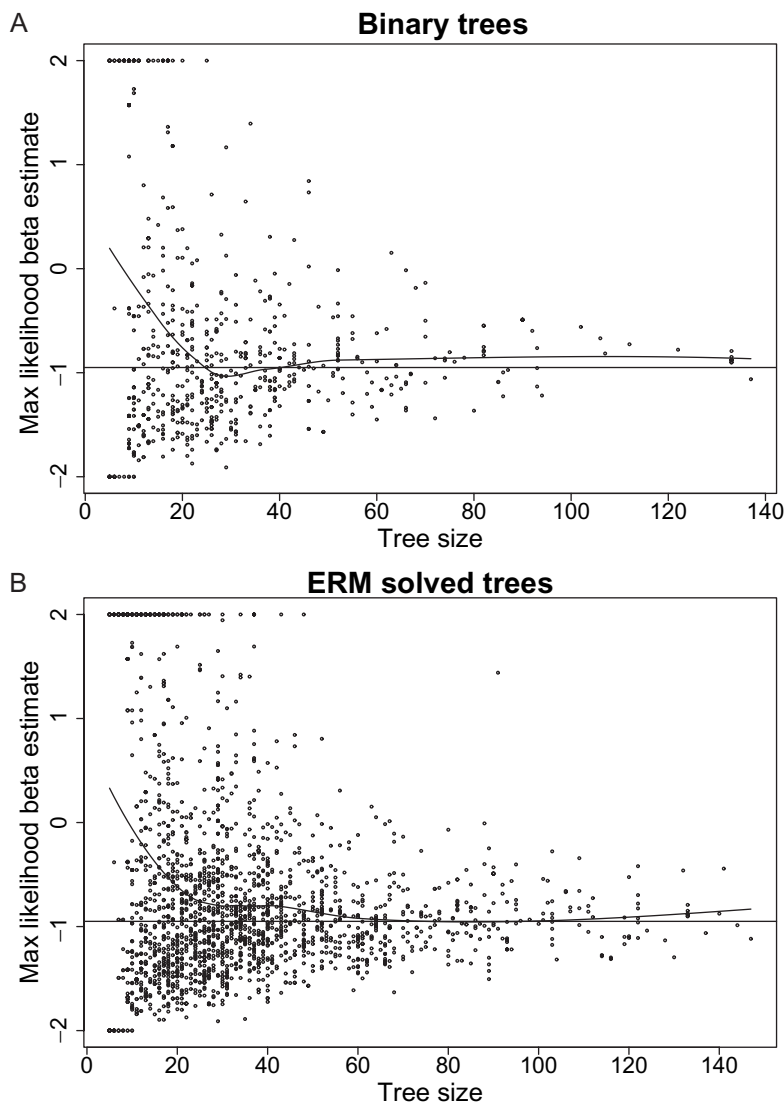 A
Binary trees
Max likelihood beta estimate
2
1
0
−1
−2
0 20 40 60 80 100 120 140
Tree size
B
ERM solved trees
Max likelihood beta estimate
2
1
0
−1
−2
0 20 40 60 80 100 120 140
Tree size